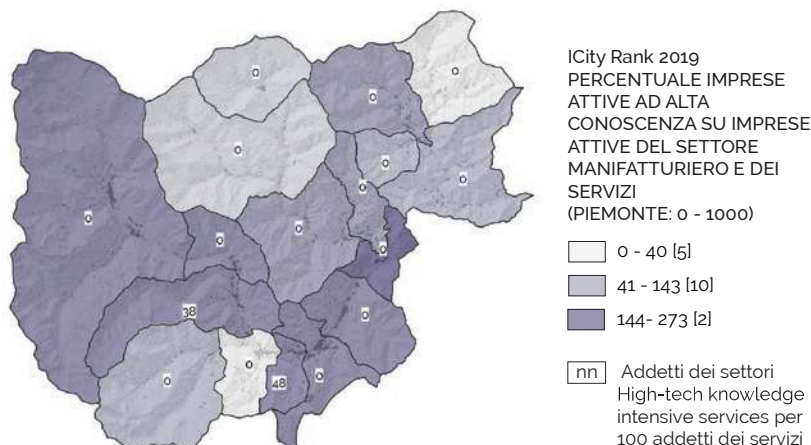 ICity Rank 2019
PERCENTUALE IMPRESE
ATTIVE AD ALTA
CONOSCENZA SU IMPRESE
ATTIVE DEL SETTORE
MANIFATTURIERO E DEI
SERVIZI
(PIEMONTE: 0 - 1000)
0 - 40 [5]
41 - 143 [10]
144- 273 [2]
nn Addetti dei settori
High-tech knowledge
intensive services per
100 addetti dei servizi
0
0
0
0
0
0
0
0
0
0
0
38
0
0
0
48
0